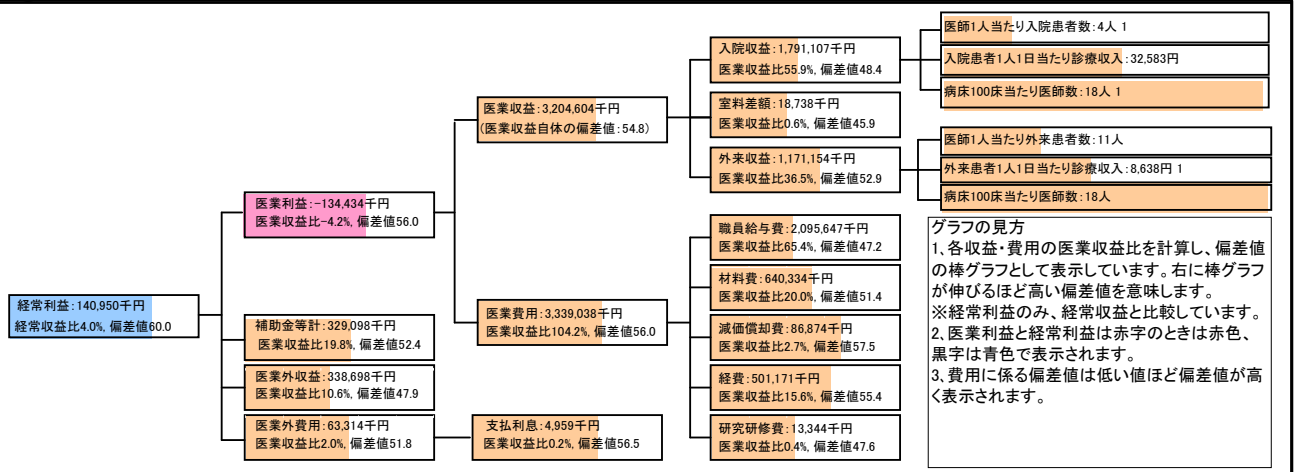 経常利益:140,950千円
経常収益比4.0%, 偏差値60.0
医業利益:-134,434千円
医業収益比-4.2%, 偏差値56.0
補助金等計:329,098千円
医業収益比19.8%, 偏差値52.4
医業外収益:338,698千円
医業収益比10.6%, 偏差値47.9
医業外費用:63,314千円
医業収益比2.0%, 偏差値51.8
支払利息:4,959千円
医業収益比0.2%, 偏差値56.5
医業収益:3,204,604千円
(医業収益自体の偏差値:54.8)
医業費用:3,339,038千円
医業収益比104.2%, 偏差値56.0
入院収益:1,791,107千円
医業収益比55.9%, 偏差値48.4
室料差額:18,738千円
医業収益比0.6%, 偏差値45.9
外来収益:1,171,154千円
医業収益比36.5%, 偏差値52.9
職員給与費:2,095,647千円
医業収益比65.4%, 偏差値47.2
材料費:640,334千円
医業収益比20.0%, 偏差値51.4
減価償却費:86,874千円
医業収益比2.7%, 偏差値57.5
経費:501,171千円
医業収益比15.6%, 偏差値55.4
研究研修費:13,344千円
医業収益比0.4%, 偏差値47.6
医師1人当たり入院患者数:4人 1
入院患者1人1日当たり診療収入:32,583円
病床100床当たり医師数:18人 1
医師1人当たり外来患者数:11人
外来患者1人1日当たり診療収入:8,638円 1
病床100床当たり医師数:18人
グラフの見方
1、各収益・費用の医業収益比を計算し、偏差値
の棒グラフとして表示しています。右に棒グラフ
が伸びるほど高い偏差値を意味します。
※経常利益のみ、経常収益と比較しています。
2、医業利益と経常利益は赤字のときは赤色、
黒字は青色で表示されます。
3、費用に係る偏差値は低い値ほど偏差値が高
く表示されます。